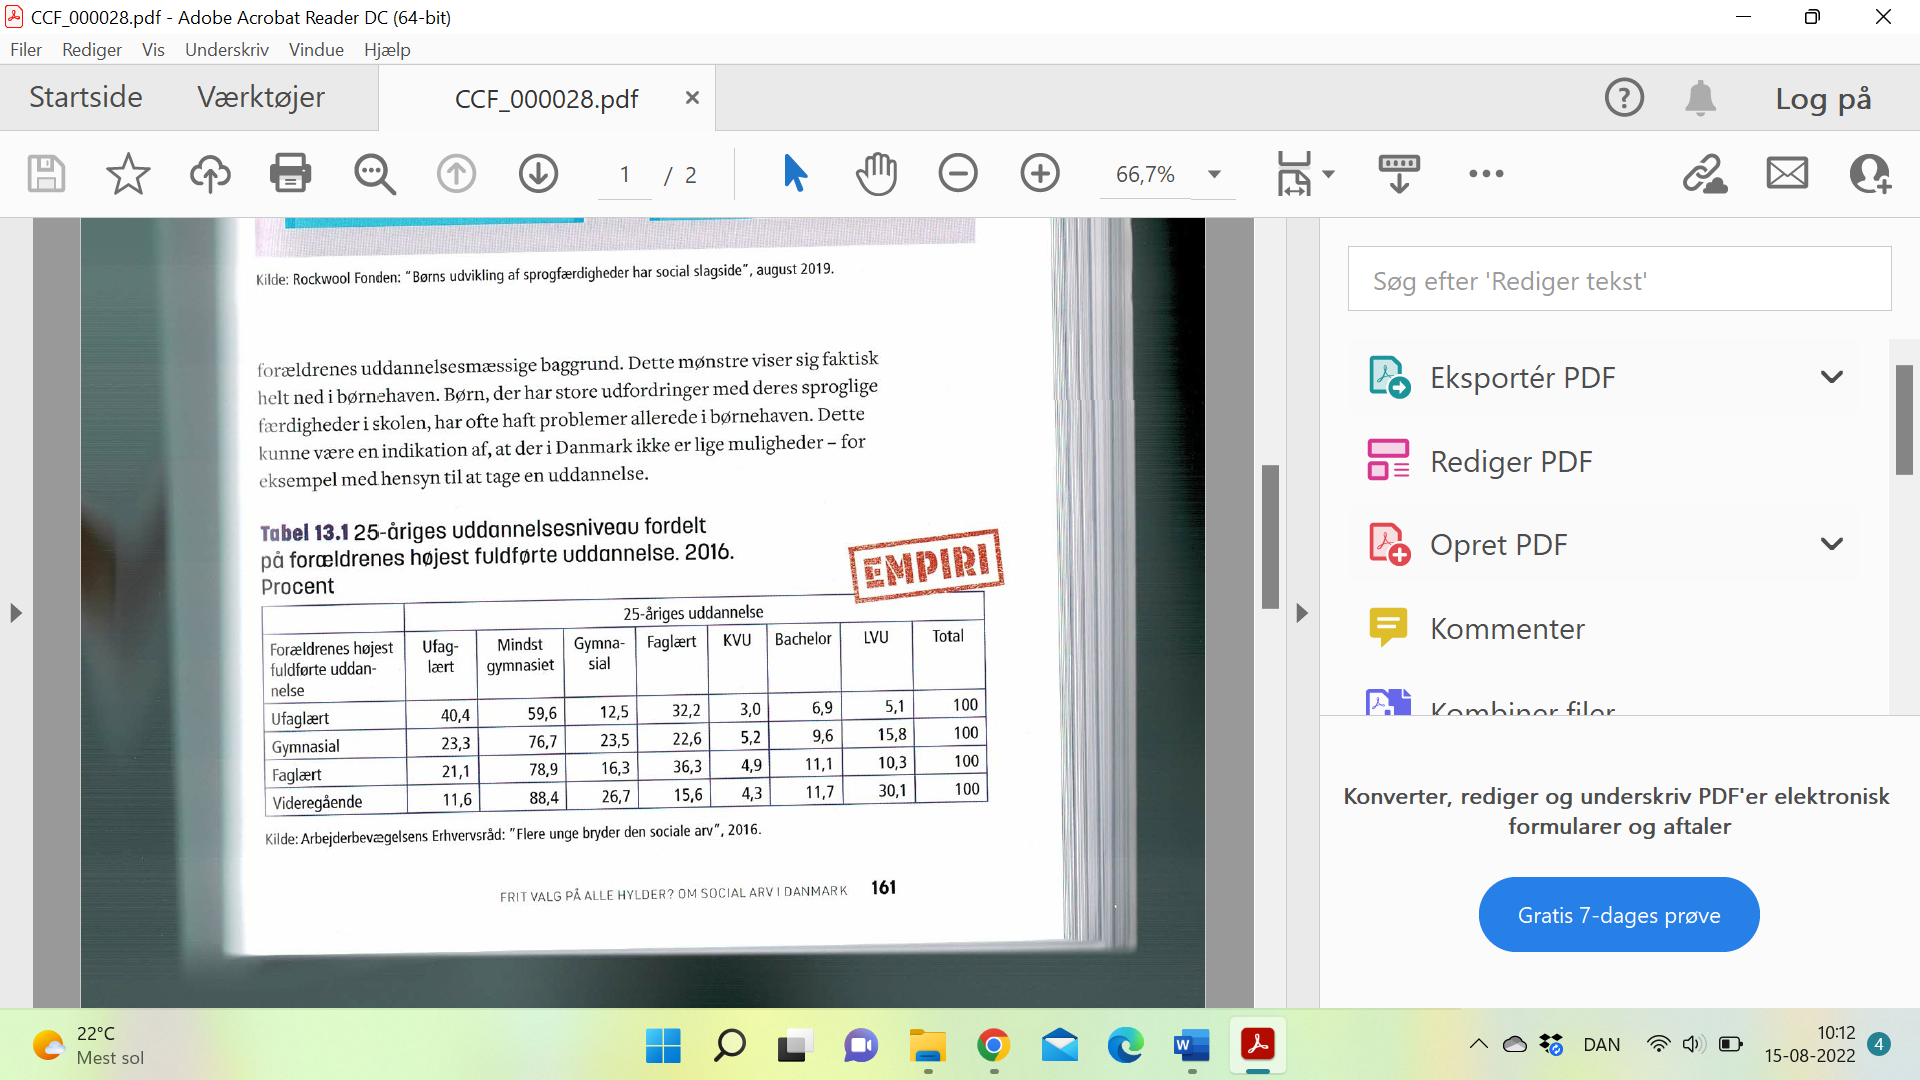 CCF_000028.pdf - Adobe Acrobat Reader DC (64-bit)
Filer Rediger Vis Underskriv Vindue Hjælp
Startside Værktøjer CCF_000028.pdf × Log på
1 / 2 66,7%
Kilde: Rockwool Fonden: "Børns udvikling af sprogfærdigheder har social slagside", august 2019.
forældrenes uddannelsesmæssige baggrund. Dette mønstre viser sig faktisk
helt ned i børnehaven. Børn, der har store udfordringer med deres sproglige
færdigheder i skolen, har ofte haft problemer allerede i børnehaven. Dette
kunne være en indikation af, at der i Danmark ikke er lige muligheder – for
eksempel med hensyn til at tage en uddannelse.
Tabel 13.1 25-åriges uddannelsesniveau fordelt
på forældrenes højest fuldførte uddannelse. 2016.
Procent
EMPIRI
25-åriges uddannelse
Forældrenes højest
fuldførte uddan-
nelse
Ufag-
lært
Mindst
gymnasiet
Gymna-
sial
Faglært
KVU
Bachelor
LVU
Total
Ufaglært 40,4 59,6 12,5 32,2 3,0 6,9 5,1 100
Gymnasial 23,3 76,7 23,5 22,6 5,2 9,6 15,8 100
Faglært 21,1 78,9 16,3 36,3 4,9 11,1 10,3 100
Videregående 11,6 88,4 26,7 15,6 4,3 11,7 30,1 100
Kilde: Arbejderbevægelsens Erhvervsråd: "Flere unge bryder den sociale arv", 2016.
FRIT VALG PÅ ALLE HYLDER? OM SOCIAL ARV I DANMARK 161
Søg efter 'Rediger tekst'
Eksportér PDF
Rediger PDF
Opret PDF
Kommenter
Kombiner filer
Konverter, rediger og underskriv PDF'er elektronisk
formularer og aftaler
Gratis 7-dages prøve
22°C
Mest sol
DAN
10:12
15-08-2022
4